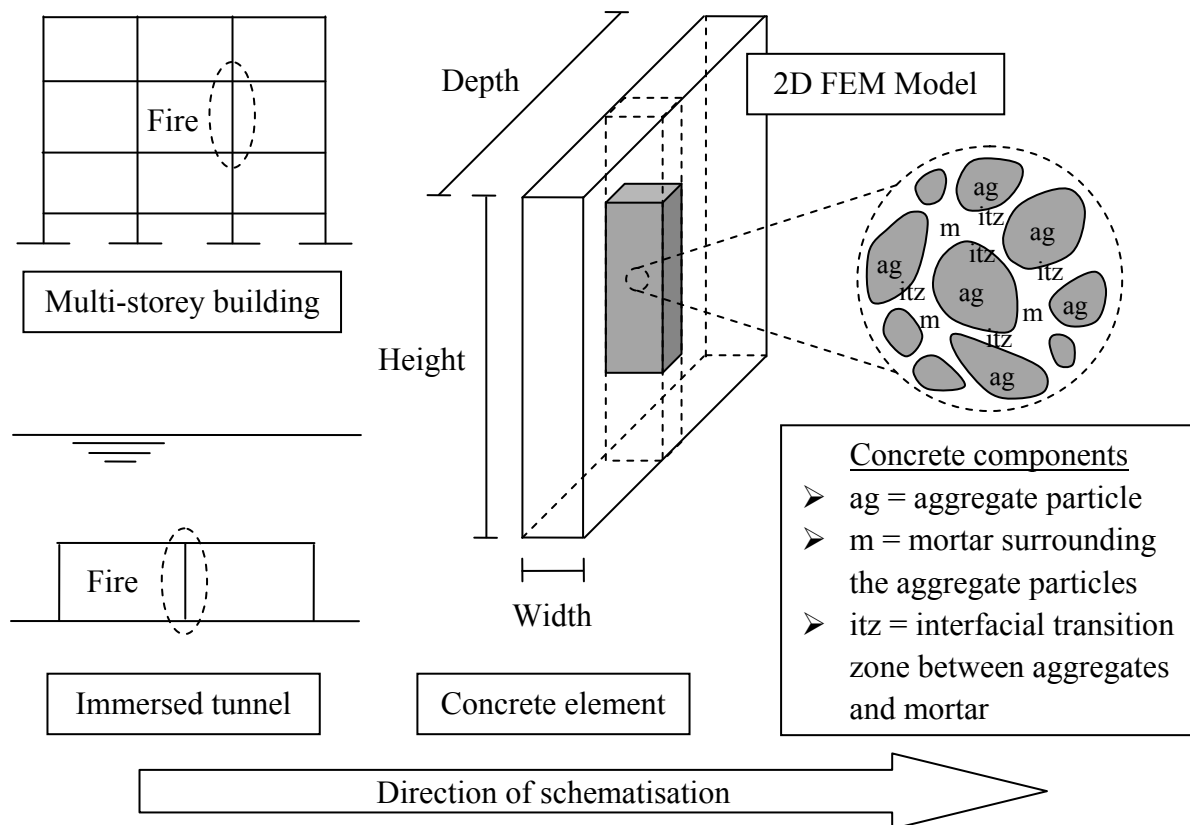 Fire
Multi-storey building
Fire
Immersed tunnel
Depth
Height
Width
Concrete element
2D FEM Model
ag
itz
m
ag
itz
ag
itz
ag
itz
ag
m
m
itz
ag
Concrete components
➢ ag = aggregate particle
➢ m = mortar surrounding
the aggregate particles
➢ itz = interfacial transition
zone between aggregates
and mortar
Direction of schematisation